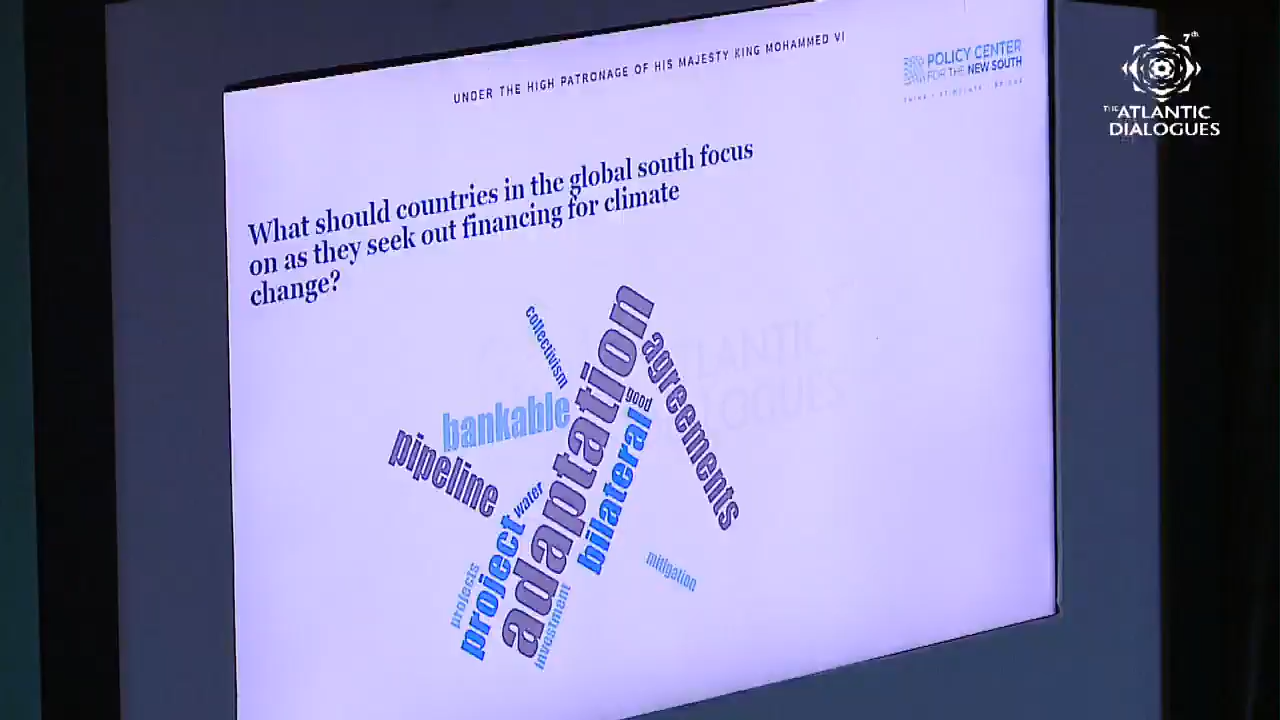 UNDER THE HIGH PATRONAGE OF HIS MAJESTY KING MOHAMMED VI
POLICY CENTER
FOR THE NEW SOUTH
7th
THE ATLANTIC
DIALOGUES
What should countries in the global south focus
on as they seek out financing for climate
change?
collectivism
adaptation
agreements
good
bankable
bilateral
pipeline
water
project
projects
investment
mitigation
ATLANTIC
DIALOGUES